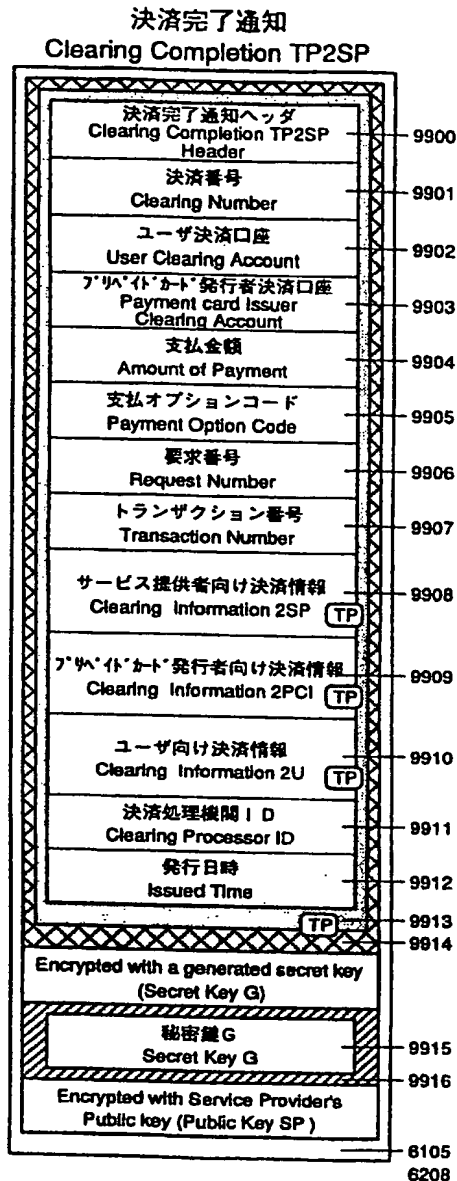 決済完了通知
Clearing Completion TP2SP
決済完了通知ヘッダ
Clearing Completion TP2SP
Header
9900
決済番号
Clearing Number
9901
ユーザ決済口座
User Clearing Account
9902
プリペイドカード発行者決済口座
Payment card Issuer
Clearing Account
9903
支払金額
Amount of Payment
9904
支払オプションコード
Payment Option Code
9905
要求番号
Request Number
9906
トランザクション番号
Transaction Number
9907
サービス提供者向け決済情報
Clearing Information 2SP
TP
9908
プリペイドカード発行者向け決済情報
Clearing Information 2PCI
TP
9909
ユーザ向け決済情報
Clearing Information 2U
TP
9910
決済処理機関ID
Clearing Processor ID
9911
発行日時
Issued Time
9912
TP
9913
9914
Encrypted with a generated secret key
(Secret Key G)
秘密鍵G
Secret Key G
9915
9916
Encrypted with Service Provider's
Public key (Public Key SP )
6105
6208